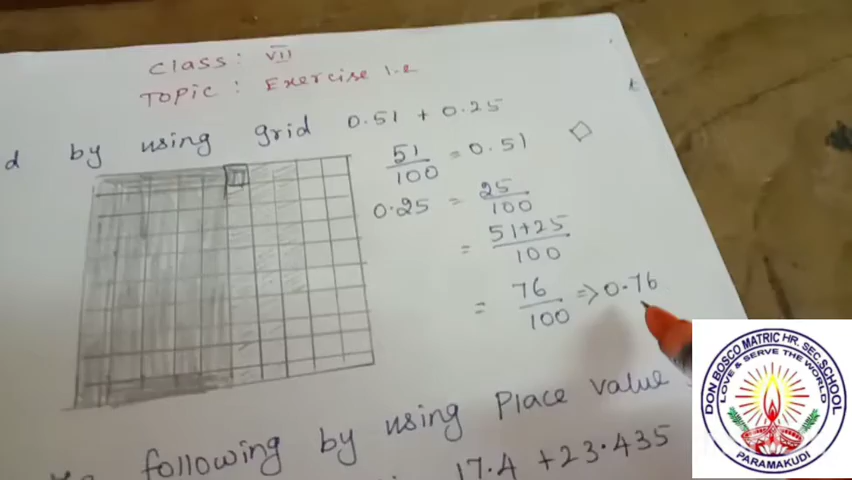 Class: VII
Topic: Exercise 1.2
d by using grid 0.51 + 0.25
51/100 = 0.51
0.25 = 25/100
= 51+25/100
= 76/100 => 0.76
following by using Place value
17.4 + 23.435
DON BOSCO MATRIC HR. SEC SCHOOL
LOVE & SERVE THE WORLD
PARAMAKUDI